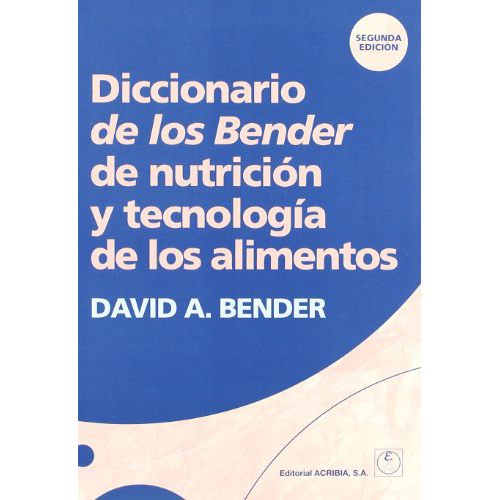 SEGUNDA
EDICIÓN
Diccionario
de los Bender
de nutrición
y tecnología
de los alimentos
DAVID A. BENDER
Editorial ACRIBIA, S.A.